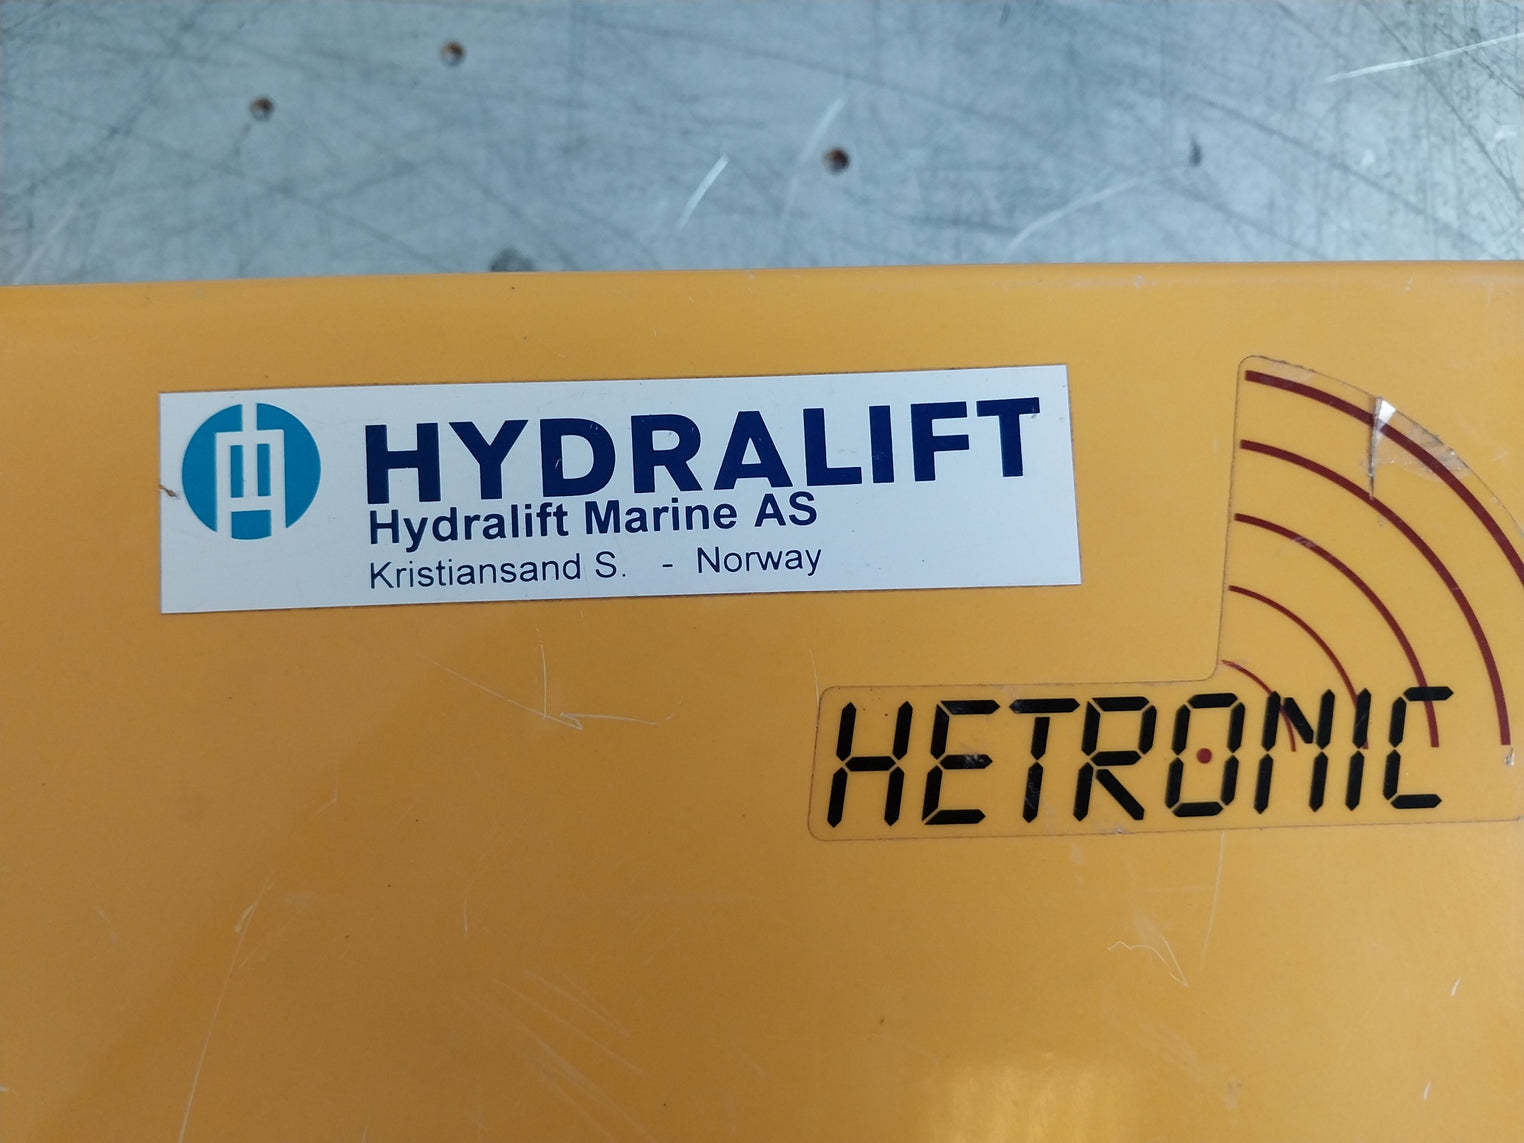 HYDRALIFT
Hydralift Marine AS
Kristiansand S. - Norway
HETRONIC